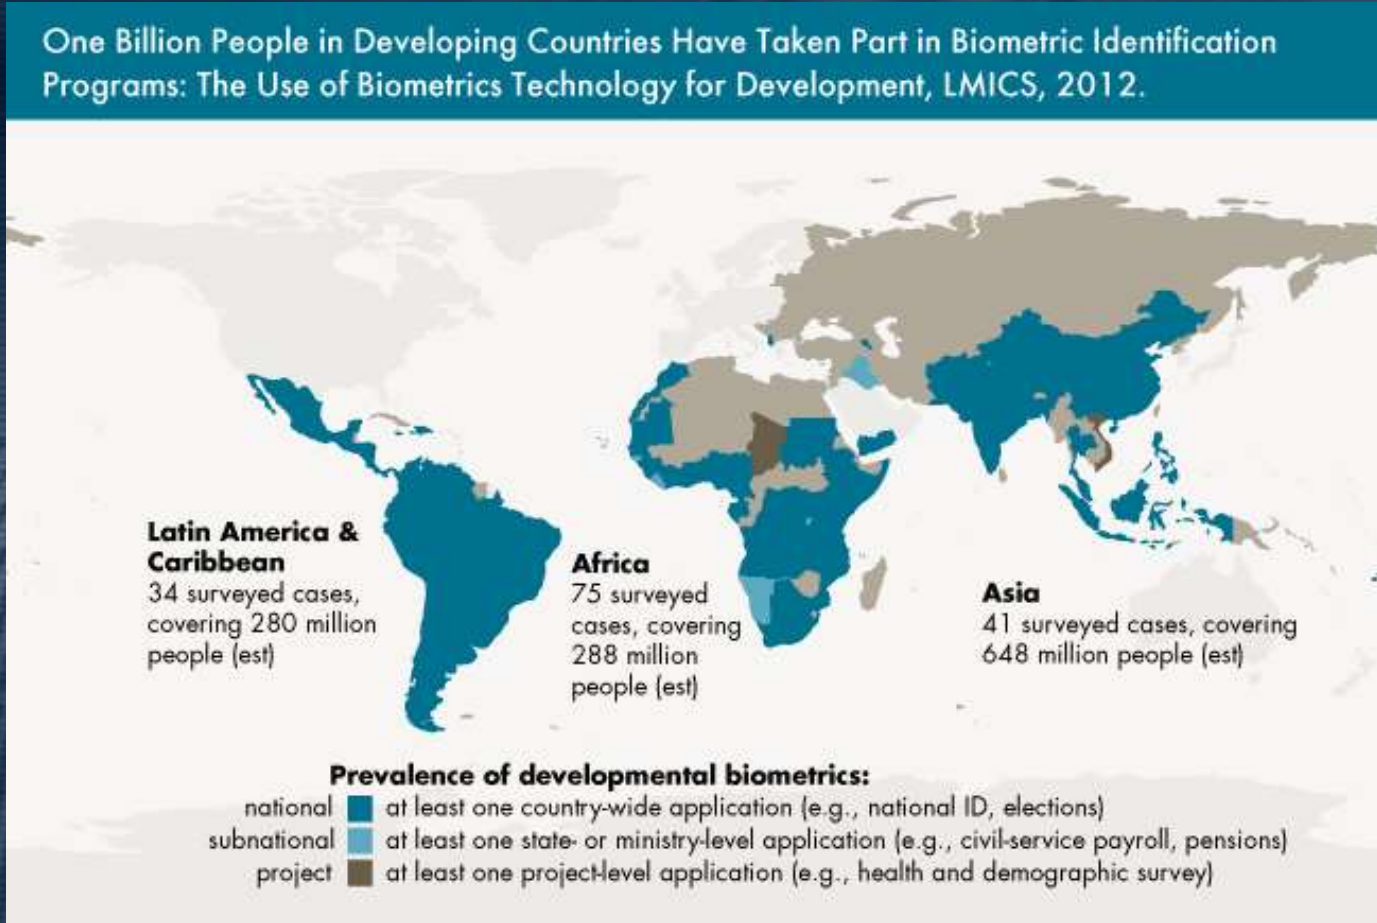 One Billion People in Developing Countries Have Taken Part in Biometric Identification
Programs: The Use of Biometrics Technology for Development, LMICS, 2012.
Latin America &
Caribbean
34 surveyed cases,
covering 280 million
people (est)
Africa
75 surveyed
cases, covering
288 million
people (est)
Asia
41 surveyed cases, covering
648 million people (est)
Prevalence of developmental biometrics:
national at least one country-wide application (e.g., national ID, elections)
subnational at least one state- or ministry-level application (e.g., civil-service payroll, pensions)
project at least one project-level application (e.g., health and demographic survey)